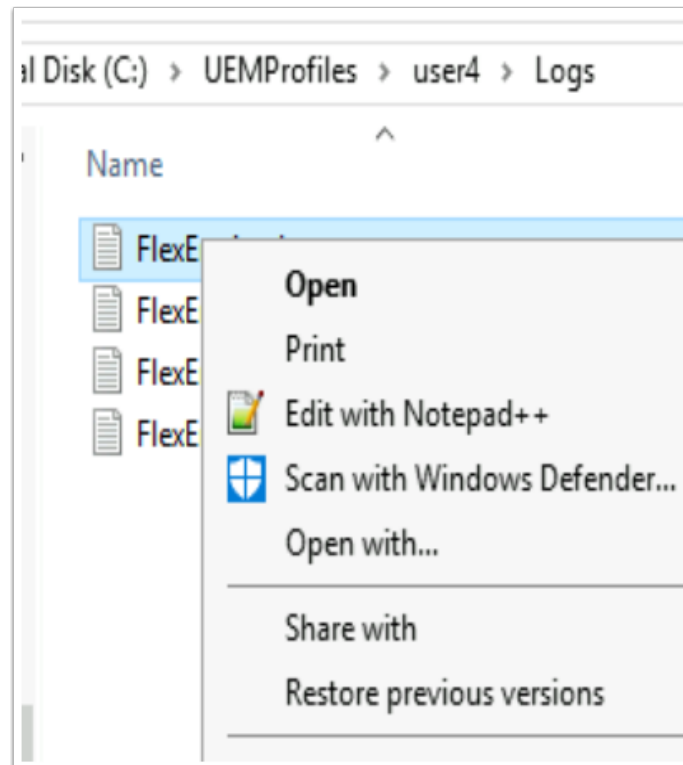 al Disk (C:) > UEMProfiles > user4 > Logs
Name
FlexE
Open
FlexE
Print
FlexE
Edit with Notepad++
FlexE
Scan with Windows Defender...
Open with...
Share with
Restore previous versions